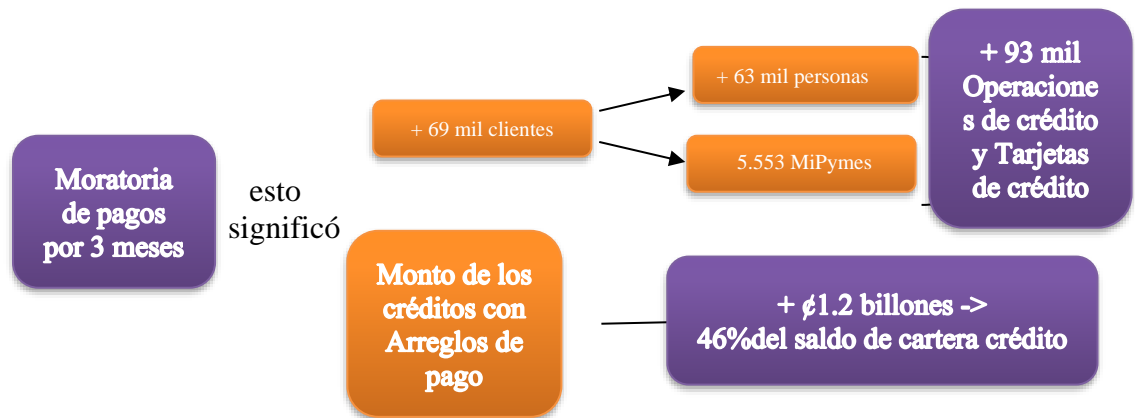 Moratoria
de pagos
por 3 meses
esto
significó
+ 69 mil clientes
+ 63 mil personas
5.553 MiPymes
+ 93 mil
Operacione
s de crédito
y Tarjetas
de crédito
Monto de los
créditos con
Arreglos de
pago
+ ¢1.2 billones ->
46%del saldo de cartera crédito